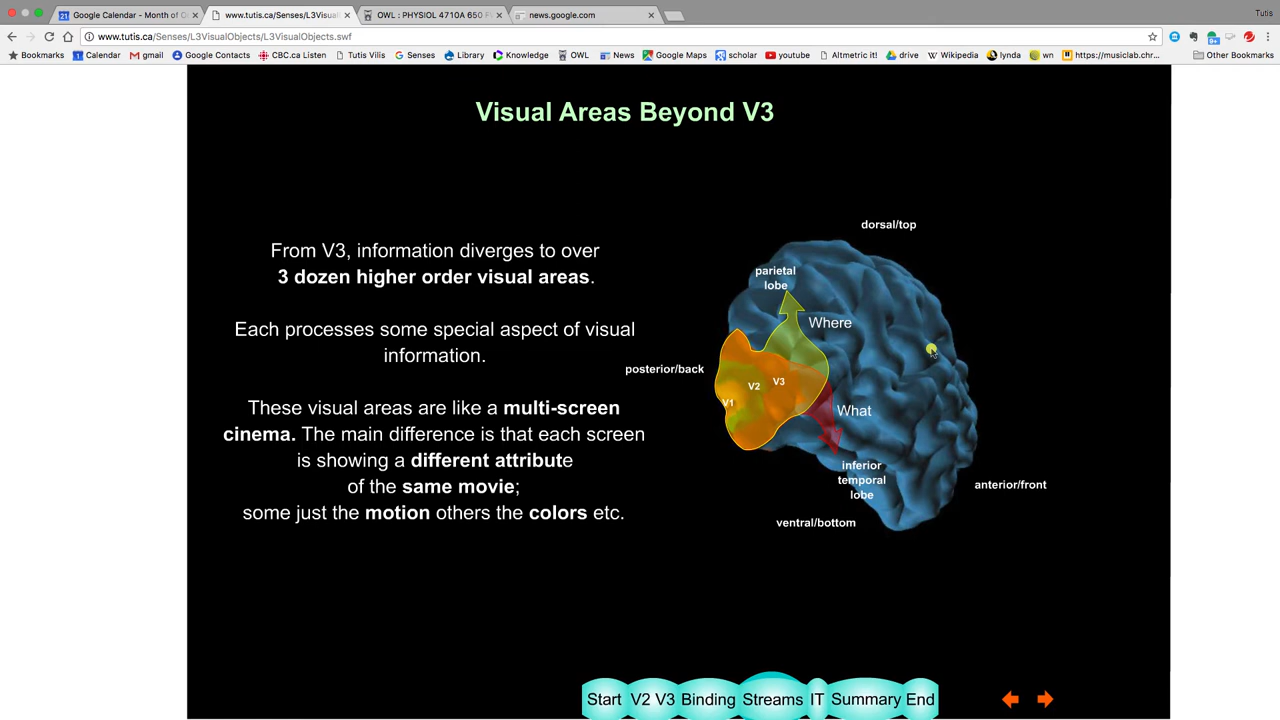 Google Calendar - Month of O
www.tutis.ca/Senses/L3Visual
OWL : PHYSIOL 4710A 650 F
news.google.com
Tutis
www.tutis.ca/Senses/L3VisualObjects/L3VisualObjects.swf
Bookmarks Calendar gmail Google Contacts CBC.ca Listen Tutis Vilis Senses Library Knowledge OWL News Google Maps scholar youtube Altmetric it! drive Wikipedia lynda wn https://musiclab.chr... Other Bookmarks
Visual Areas Beyond V3
From V3, information diverges to over
3 dozen higher order visual areas.
Each processes some special aspect of visual
information.
These visual areas are like a multi-screen
cinema. The main difference is that each screen
is showing a different attribute
of the same movie;
some just the motion others the colors etc.
dorsal/top
parietal
lobe
Where
posterior/back
V1
V2
V3
What
inferior
temporal
lobe
anterior/front
ventral/bottom
Start V2 V3 Binding Streams IT Summary End